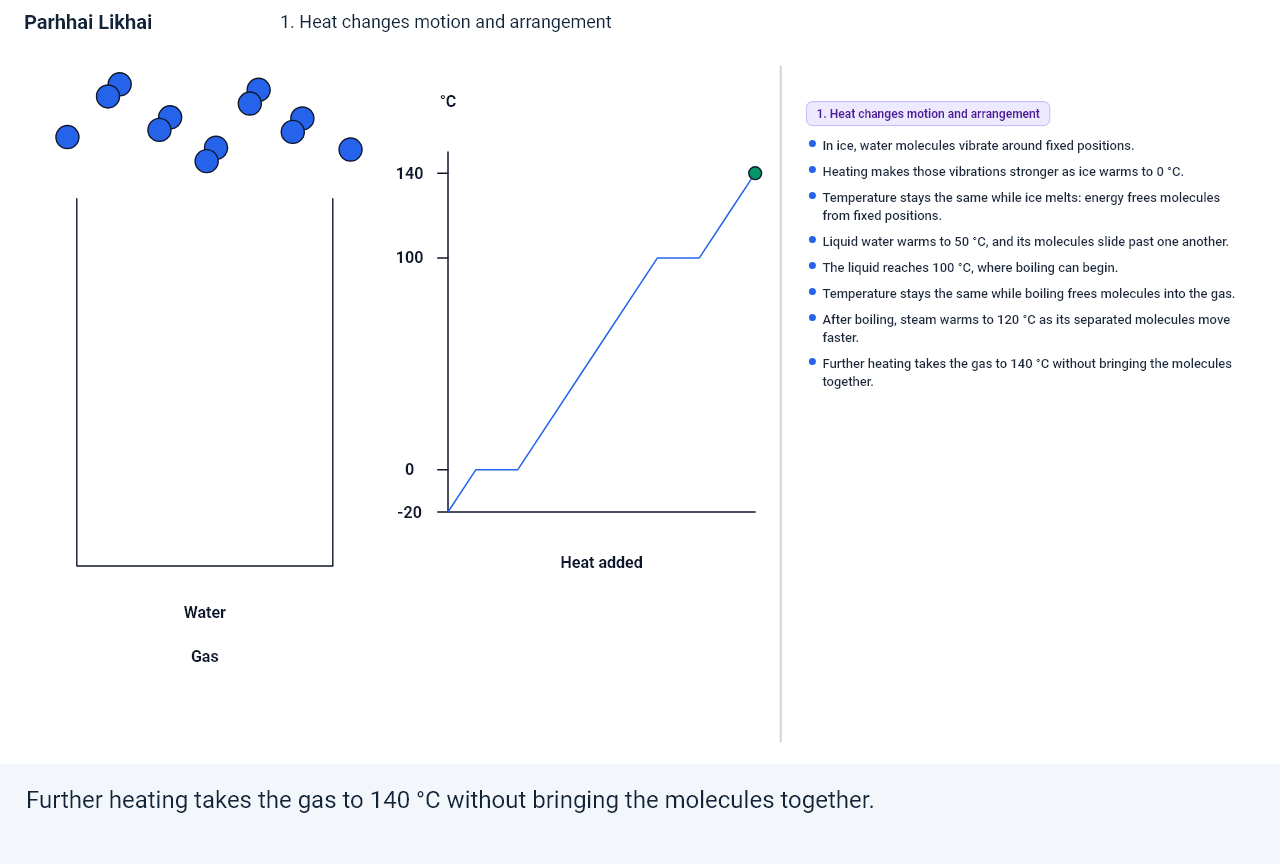 Parhhai Likhai
1. Heat changes motion and arrangement
°C
140
100
0
-20
Heat added
Water
Gas
1. Heat changes motion and arrangement
In ice, water molecules vibrate around fixed positions.
Heating makes those vibrations stronger as ice warms to 0 °C.
Temperature stays the same while ice melts: energy frees molecules
from fixed positions.
Liquid water warms to 50 °C, and its molecules slide past one another.
The liquid reaches 100 °C, where boiling can begin.
Temperature stays the same while boiling frees molecules into the gas.
After boiling, steam warms to 120 °C as its separated molecules move
faster.
Further heating takes the gas to 140 °C without bringing the molecules
together.
Further heating takes the gas to 140 °C without bringing the molecules together.